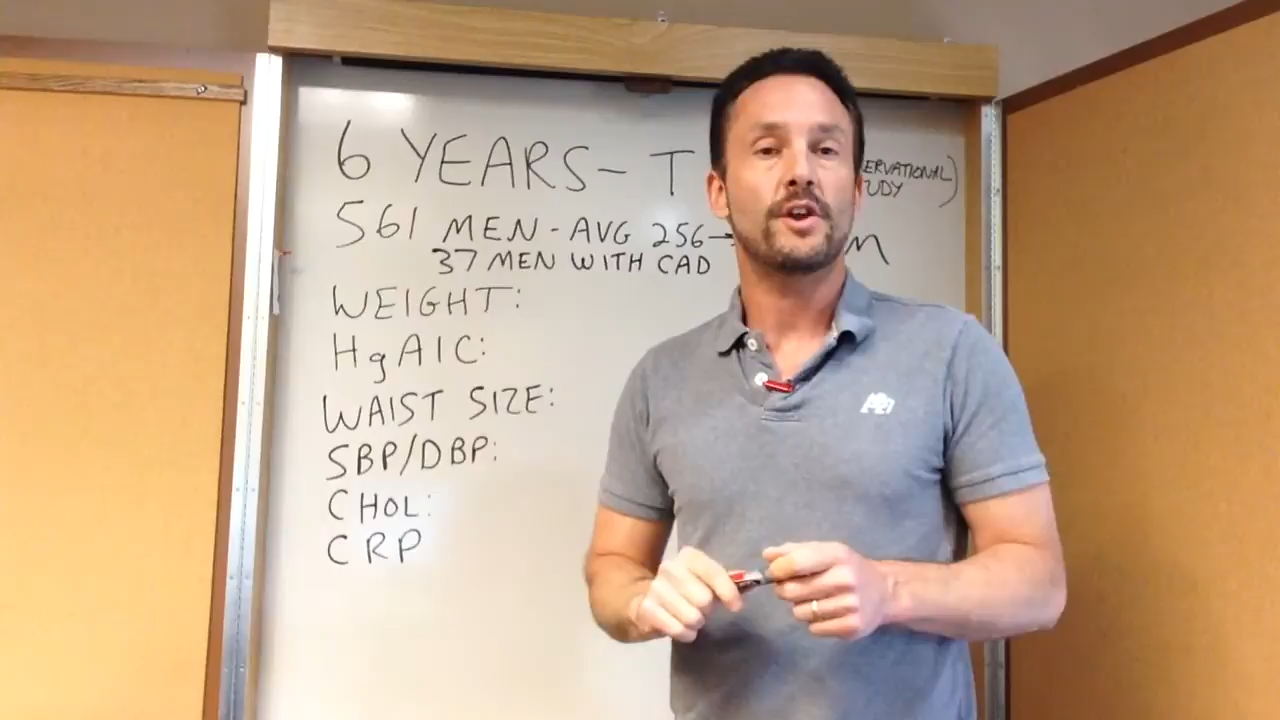 6 YEARS- T ERVATIONAL)
UDY
561 MEN - AVG 256→ M
37 MEN WITH CAD
WEIGHT:
HgA1C:
WAIST SIZE:
SBP/DBP:
CHOL:
CRP